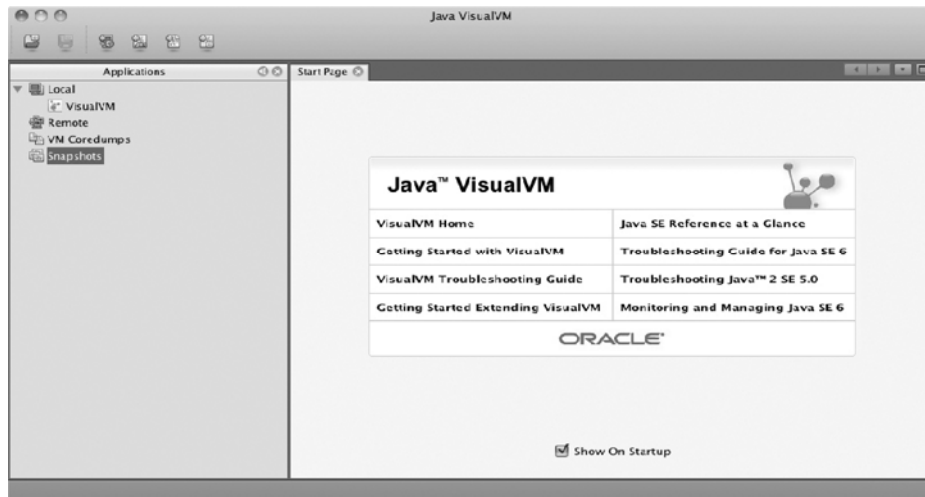 Java VisualVM
Applications
Start Page
Local
VisualVM
Remote
VM Coredumps
Snapshots
Java™ VisualVM
VisualVM Home
Java SE Reference at a Glance
Getting Started with VisualVM
Troubleshooting Guide for Java SE 6
VisualVM Troubleshooting Guide
Troubleshooting Java™ 2 SE 5.0
Getting Started Extending VisualVM
Monitoring and Managing Java SE 6
ORACLE
Show On Startup